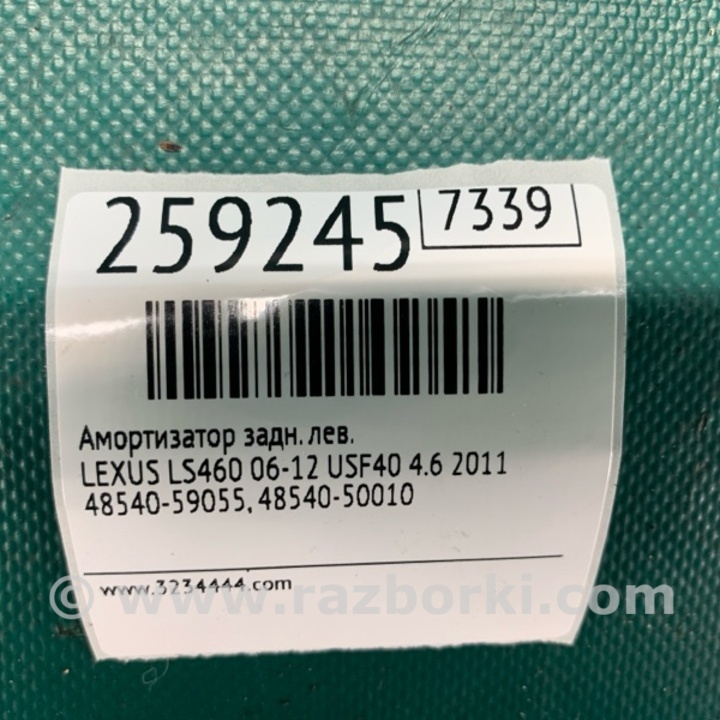 259245 7339
Амортизатор задн. лев.
LEXUS LS460 06-12 USF40 4.6 2011
48540-59055, 48540-50010
www.3234444.com
© www.razborki.com